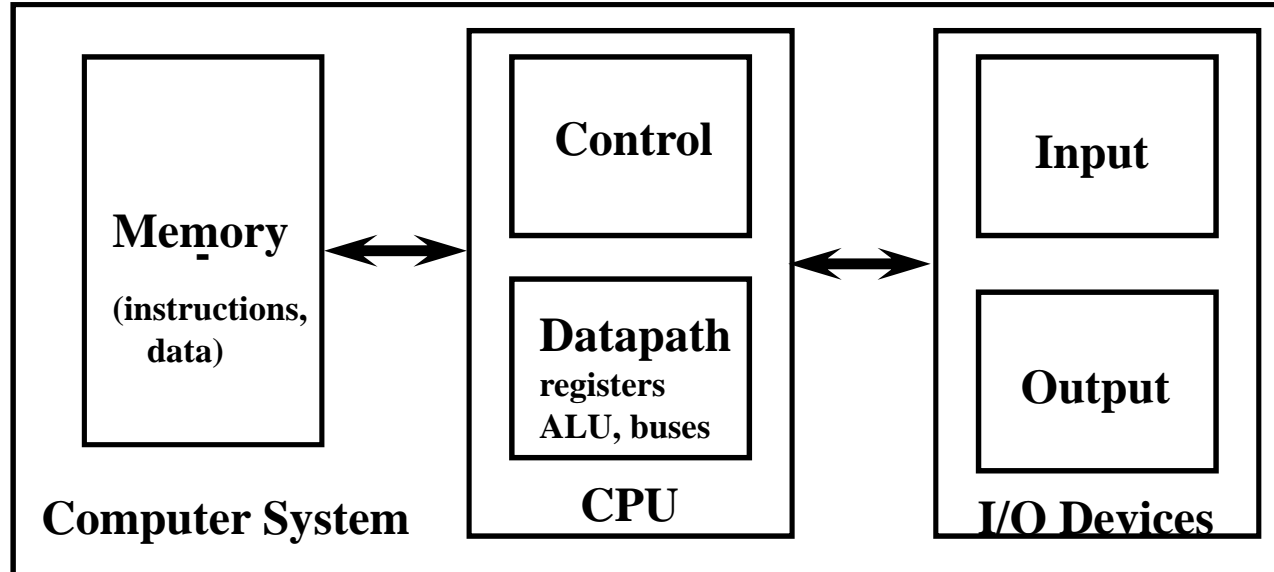 Memory
-
(instructions,
data)
Computer System
Control
Datapath
registers
ALU, buses
CPU
Input
Output
I/O Devices